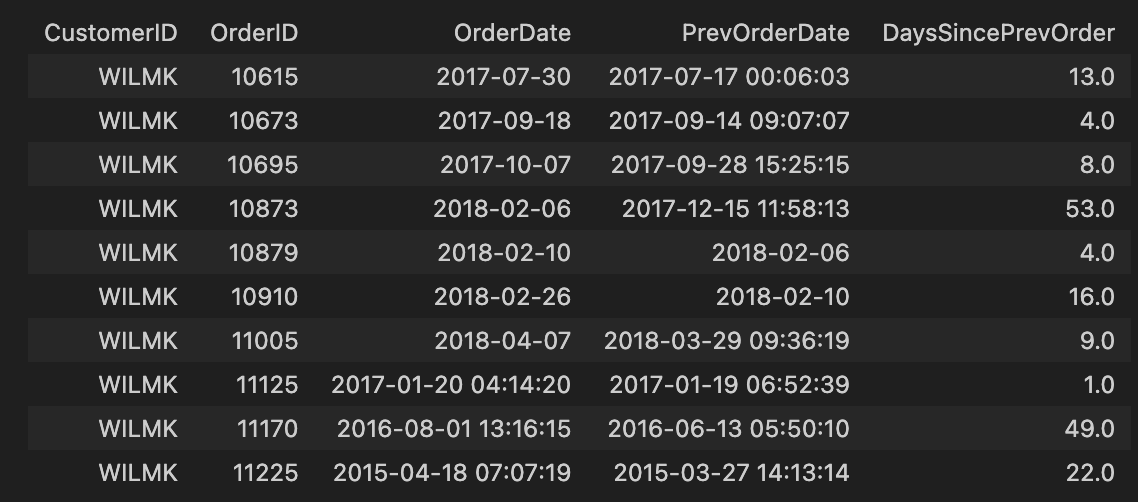 CustomerID OrderID OrderDate PrevOrderDate DaysSincePrevOrder
WILMK 10615 2017-07-30 2017-07-17 00:06:03 13.0
WILMK 10673 2017-09-18 2017-09-14 09:07:07 4.0
WILMK 10695 2017-10-07 2017-09-28 15:25:15 8.0
WILMK 10873 2018-02-06 2017-12-15 11:58:13 53.0
WILMK 10879 2018-02-10 2018-02-06 4.0
WILMK 10910 2018-02-26 2018-02-10 16.0
WILMK 11005 2018-04-07 2018-03-29 09:36:19 9.0
WILMK 11125 2017-01-20 04:14:20 2017-01-19 06:52:39 1.0
WILMK 11170 2016-08-01 13:16:15 2016-06-13 05:50:10 49.0
WILMK 11225 2015-04-18 07:07:19 2015-03-27 14:13:14 22.0